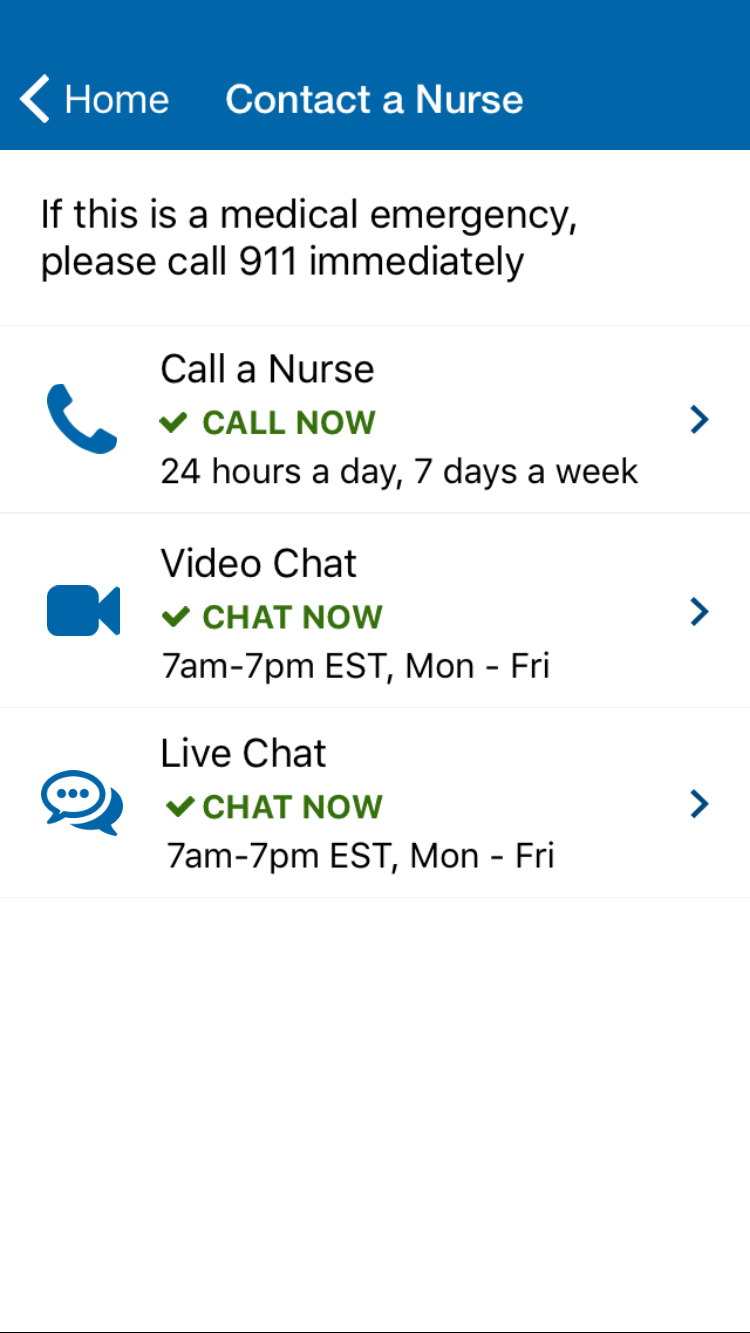 Home Contact a Nurse
If this is a medical emergency,
please call 911 immediately
Call a Nurse
CALL NOW
24 hours a day, 7 days a week
Video Chat
CHAT NOW
7am-7pm EST, Mon - Fri
Live Chat
CHAT NOW
7am-7pm EST, Mon - Fri